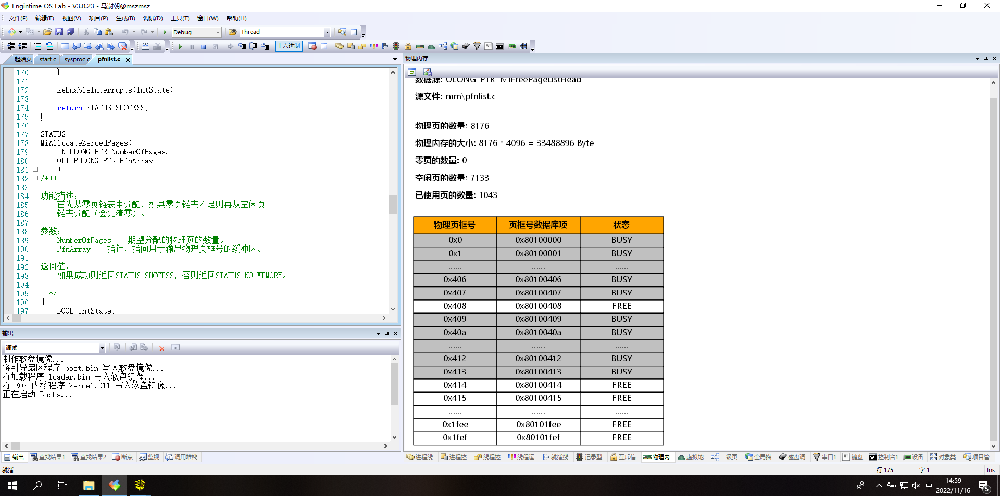 Engintime OS Lab - V3.0.23 - 马澍朝@mszmsz
文件(F) 编辑(E) 视图(V) 项目(P) 生成(B) 调试(D) 工具(T) 窗口(W) 帮助(H)
Debug Thread
十六进制
起始页 start.c sysproc.c pfnlist.c
170 }
171
172 KeEnableInterrupts(IntState);
173
174 return STATUS_SUCCESS;
175 }
176
177 STATUS
178 MiAllocateZeroedPages(
179 IN ULONG_PTR NumberOfPages,
180 OUT PULONG_PTR PfnArray
181 )
182 /*++
183
184 功能描述:
185 首先从零页链表中分配，如果零页链表不足则再从空闲页
186 链表分配（会先清零）。
187
188 参数:
189 NumberOfPages -- 期望分配的物理页的数量。
190 PfnArray -- 指针，指向用于输出物理页框号的缓冲区。
191
192 返回值:
193 如果成功则返回STATUS_SUCCESS，否则返回STATUS_NO_MEMORY。
194
195 --*/
196 {
197 BOOL IntState;
输出
调试
制作软盘镜像...
将引导扇区程序 boot.bin 写入软盘镜像...
将加载程序 loader.bin 写入软盘镜像...
将 EOS 内核程序 kernel.dll 写入软盘镜像...
正在启动 Bochs...
输出 查找结果1 查找结果2 断点 监视 调用堆栈
物理内存
数据源: ULONG_PTR MiFreePageListHead
源文件: mm\pfnlist.c
物理页的数量: 8176
物理内存的大小: 8176 * 4096 = 33488896 Byte
零页的数量: 0
空闲页的数量: 7133
已使用页的数量: 1043
物理页框号 页框号数据库项 状态
0x0 0x80100000 BUSY
0x1 0x80100001 BUSY
...... ...... ......
0x406 0x80100406 BUSY
0x407 0x80100407 BUSY
0x408 0x80100408 FREE
0x409 0x80100409 BUSY
0x40a 0x8010040a BUSY
...... ...... ......
0x412 0x80100412 BUSY
0x413 0x80100413 BUSY
0x414 0x80100414 FREE
0x415 0x80100415 FREE
...... ...... ......
0x1fee 0x80101fee FREE
0x1fef 0x80101fef FREE
进程线... 进程控... 线程控... 线程运... 就绪线... 记录型... 互斥信... 物理内... 虚拟地... 二级页... 全局描... 磁盘调... 串口1 键盘 控制台1 设备 对象类... 项目管...
就绪 行 175 字 1 Ins
中 14:59
2022/11/16
5